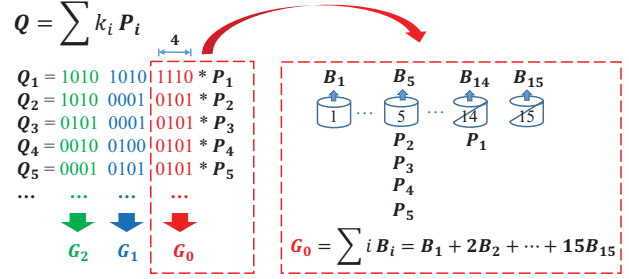 Q = ∑ k_i P_i
4
Q_1 = 1010 1010 1110 * P_1
Q_2 = 1010 0001 0101 * P_2
Q_3 = 0101 0001 0101 * P_3
Q_4 = 0010 0100 0101 * P_4
Q_5 = 0001 0101 0101 * P_5
... ... ... ...
G_2 G_1 G_0
B_1 B_5 B_14 B_15
1 ... 5 ... 14 15
P_2 P_1
P_3
P_4
P_5
G_0 = ∑ i B_i = B_1 + 2B_2 + ⋯ + 15B_15